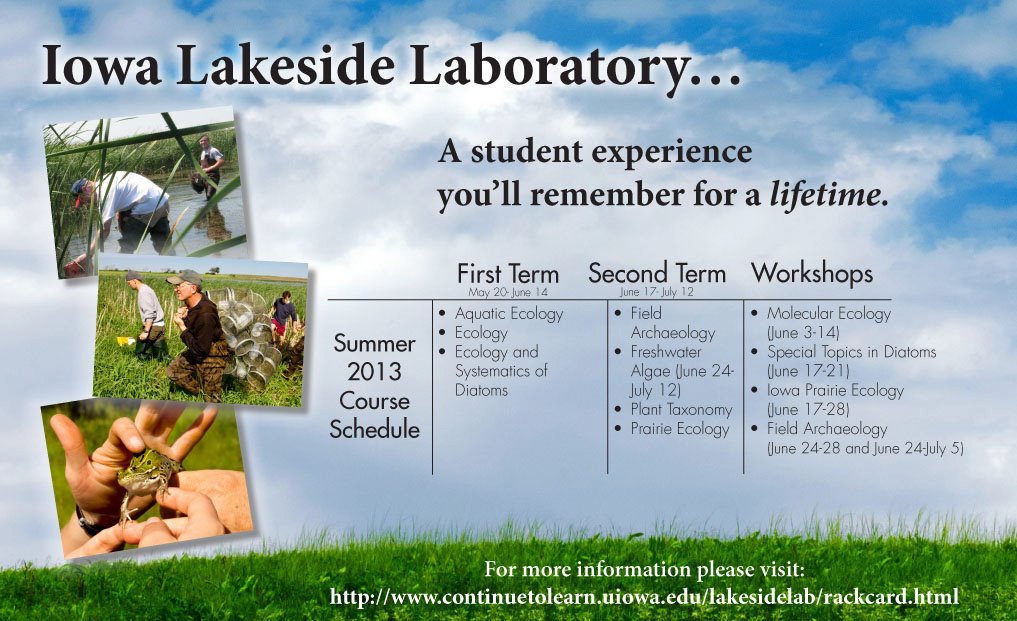 Iowa Lakeside Laboratory…
A student experience
you'll remember for a lifetime.
First Term
May 20- June 14
Second Term
June 17- July 12
Workshops
Summer
2013
Course
Schedule
• Aquatic Ecology
• Ecology
• Ecology and
Systematics of
Diatoms
• Field
Archaeology
• Freshwater
Algae (June 24-
July 12)
• Plant Taxonomy
• Prairie Ecology
• Molecular Ecology
(June 3-14)
• Special Topics in Diatoms
(June 17-21)
• Iowa Prairie Ecology
(June 17-28)
• Field Archaeology
(June 24-28 and June 24-July 5)
For more information please visit:
http://www.continuetolearn.uiowa.edu/lakesidelab/rackcard.html